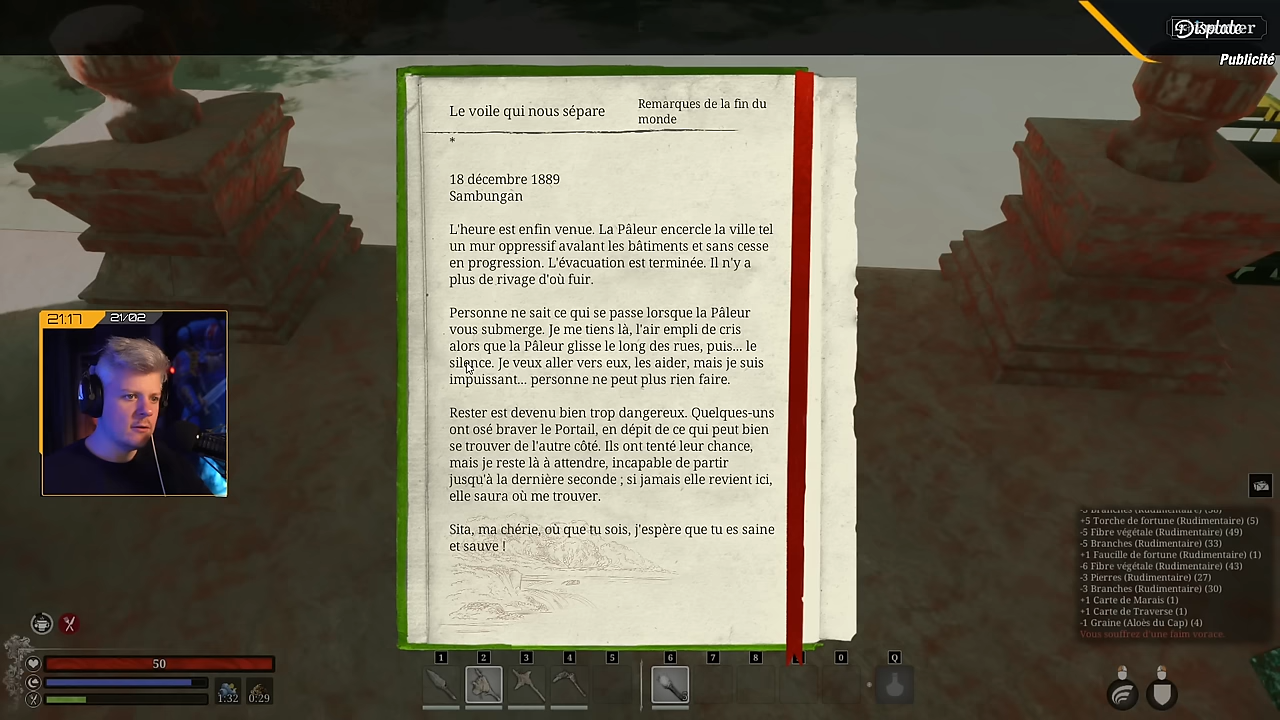 Displate
Publicité
Le voile qui nous sépare
Remarques de la fin du
monde
*
18 décembre 1889
Sambungan
L'heure est enfin venue. La Pâleur encercle la ville tel
un mur oppressif avalant les bâtiments et sans cesse
en progression. L'évacuation est terminée. Il n'y a
plus de rivage d'où fuir.
Personne ne sait ce qui se passe lorsque la Pâleur
vous submerge. Je me tiens là, l'air empli de cris
alors que la Pâleur glisse le long des rues, puis... le
silence. Je veux aller vers eux, les aider, mais je suis
impuissant... personne ne peut plus rien faire.
Rester est devenu bien trop dangereux. Quelques-uns
ont osé braver le Portail, en dépit de ce qui peut bien
se trouver de l'autre côté. Ils ont tenté leur chance,
mais je reste là à attendre, incapable de partir
jusqu'à la dernière seconde ; si jamais elle revient ici,
elle saura où me trouver.
Sita, ma chérie, où que tu sois, j'espère que tu es saine
et sauve !
21:17 21/02
-3 Branches (Rudimentaire) (38)
+5 Torche de fortune (Rudimentaire) (5)
-5 Fibre végétale (Rudimentaire) (49)
-5 Branches (Rudimentaire) (33)
+1 Faucille de fortune (Rudimentaire) (1)
-6 Fibre végétale (Rudimentaire) (43)
-3 Pierres (Rudimentaire) (27)
-3 Branches (Rudimentaire) (30)
+1 Carte de Marais (1)
+1 Carte de Traverse (1)
-1 Graine (Aloès du Cap) (4)
Vous souffrez d'une faim vorace.
50
1:32 0:29
1 2 3 4 5 6 7 8 0 Q